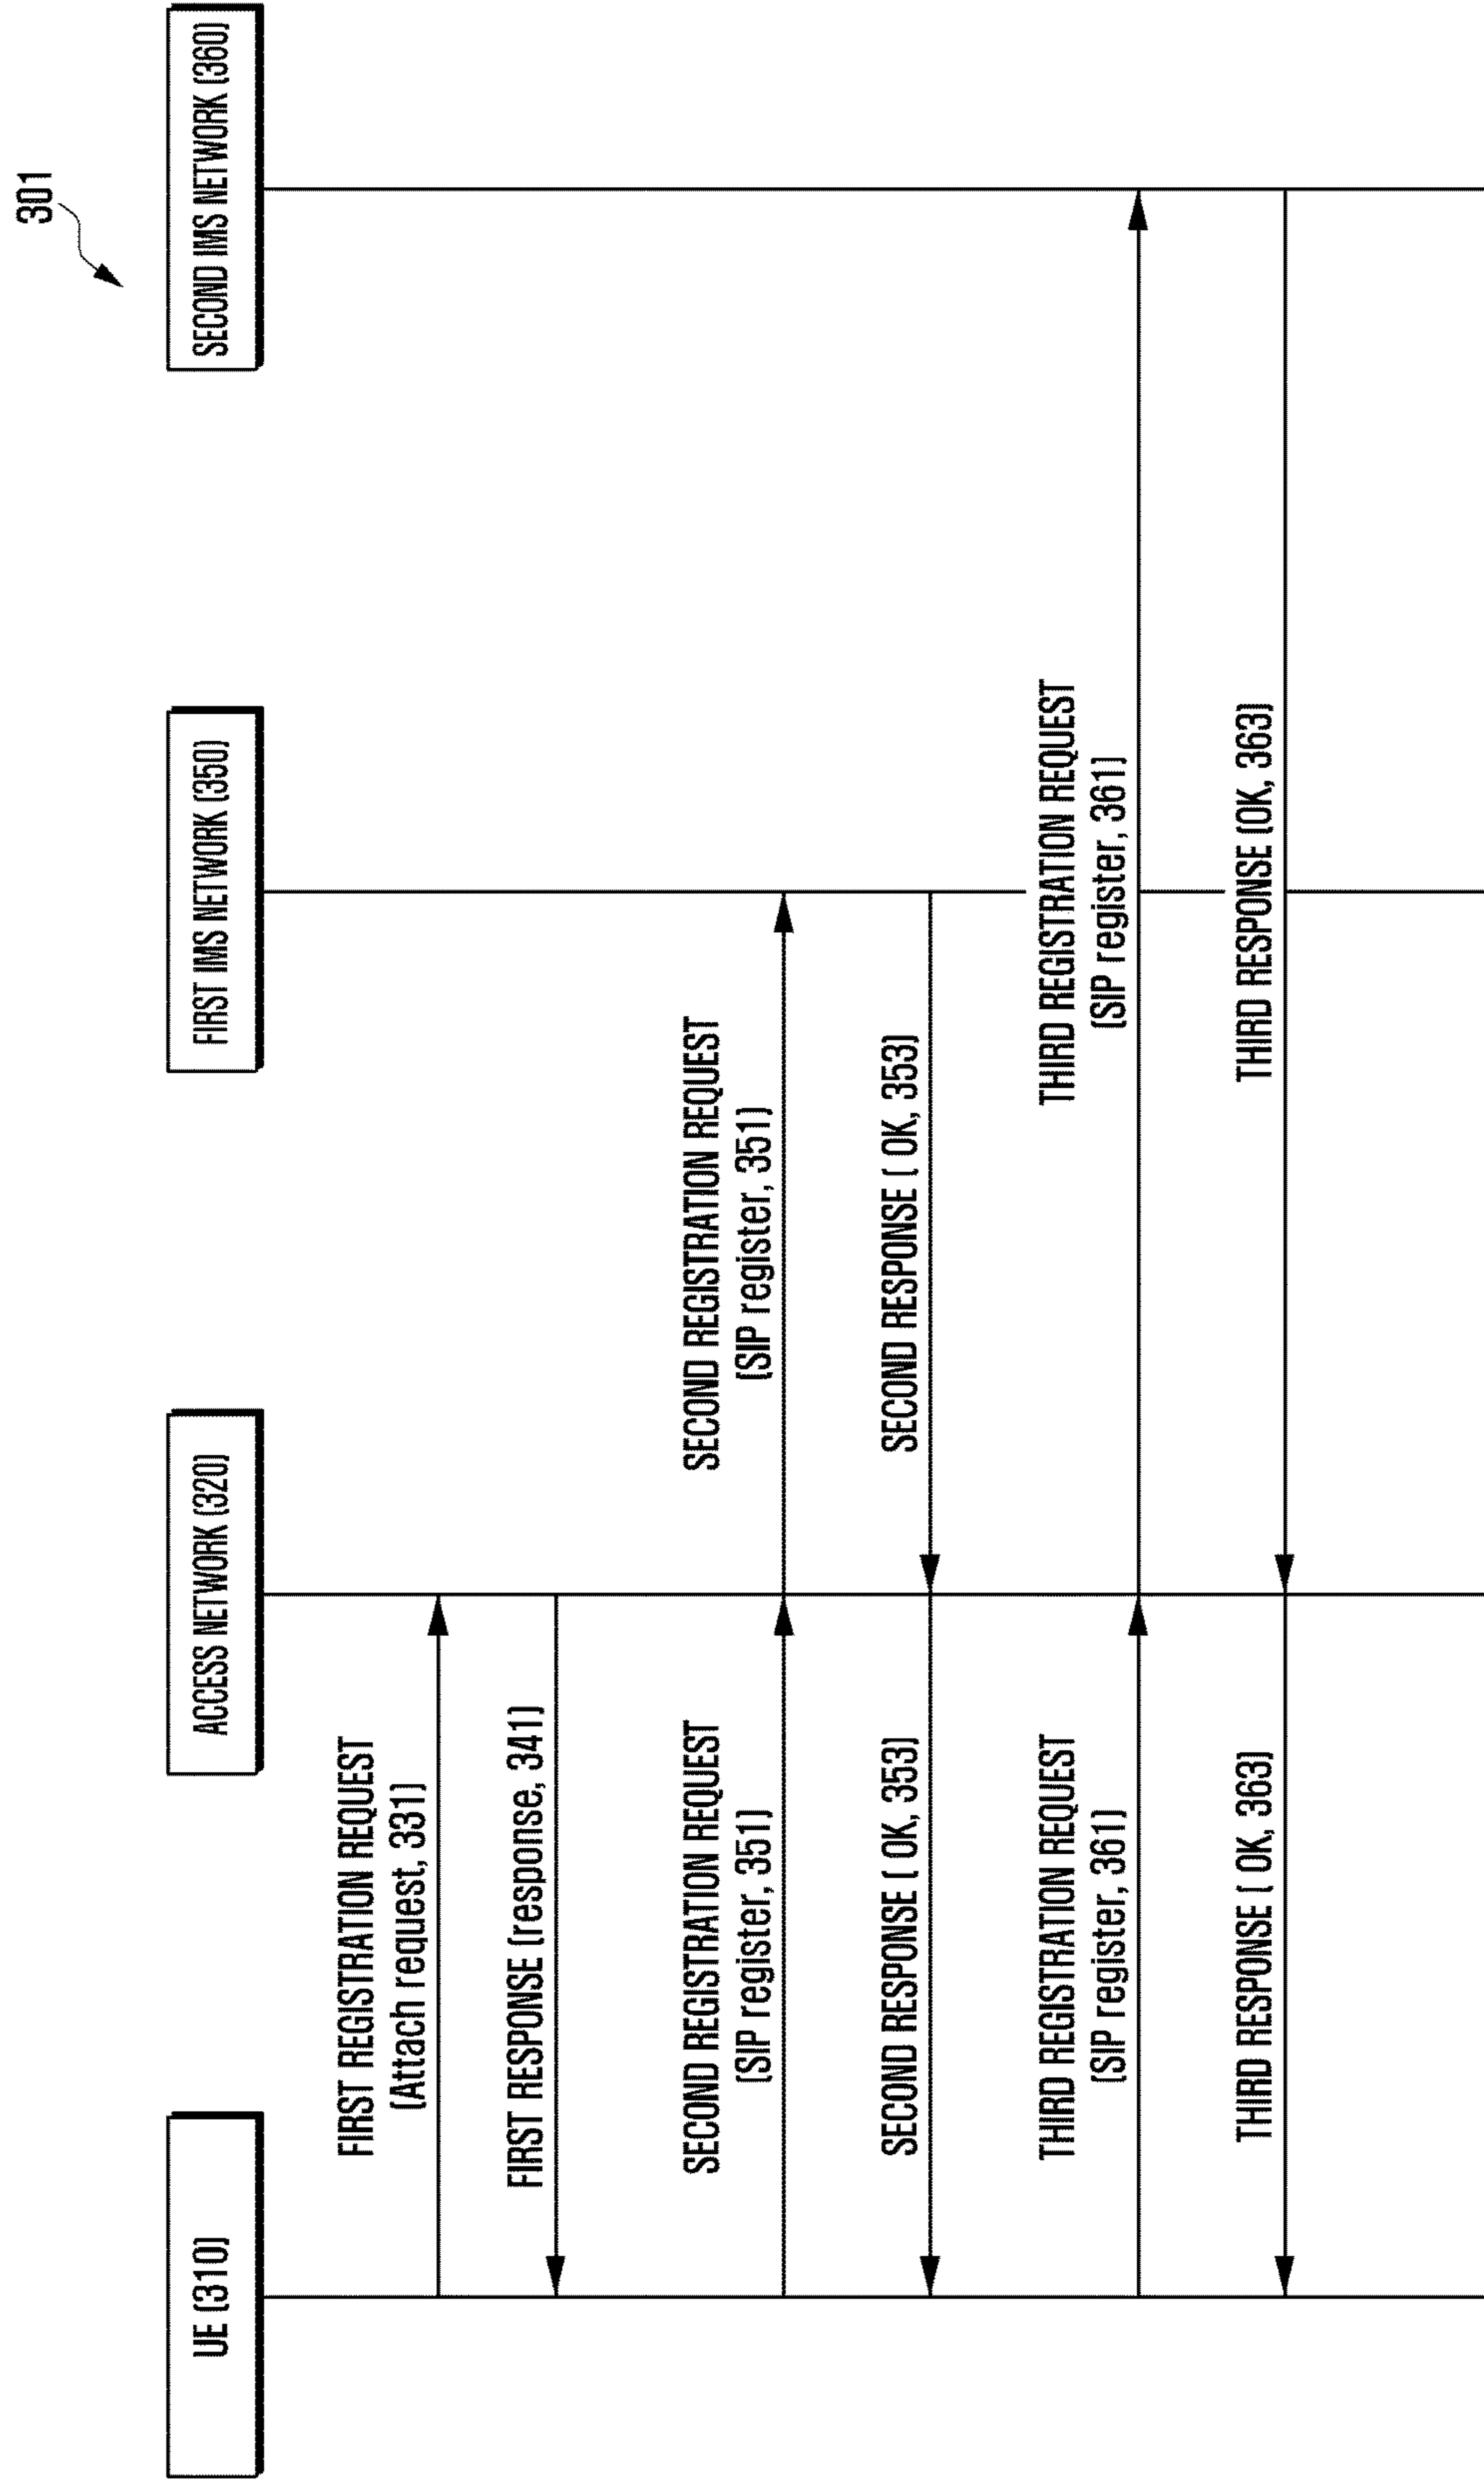 301
UE (310)
ACCESS NETWORK (320)
FIRST IMS NETWORK (350)
SECOND IMS NETWORK (360)
FIRST REGISTRATION REQUEST
(Attach request, 331)
FIRST RESPONSE (response, 341)
SECOND REGISTRATION REQUEST
(SIP register, 351)
SECOND REGISTRATION REQUEST
(SIP register, 351)
SECOND RESPONSE ( OK, 353)
SECOND RESPONSE ( OK, 353)
THIRD REGISTRATION REQUEST
(SIP register, 361)
THIRD REGISTRATION REQUEST
(SIP register, 361)
THIRD RESPONSE ( OK, 363)
THIRD RESPONSE (OK, 363)